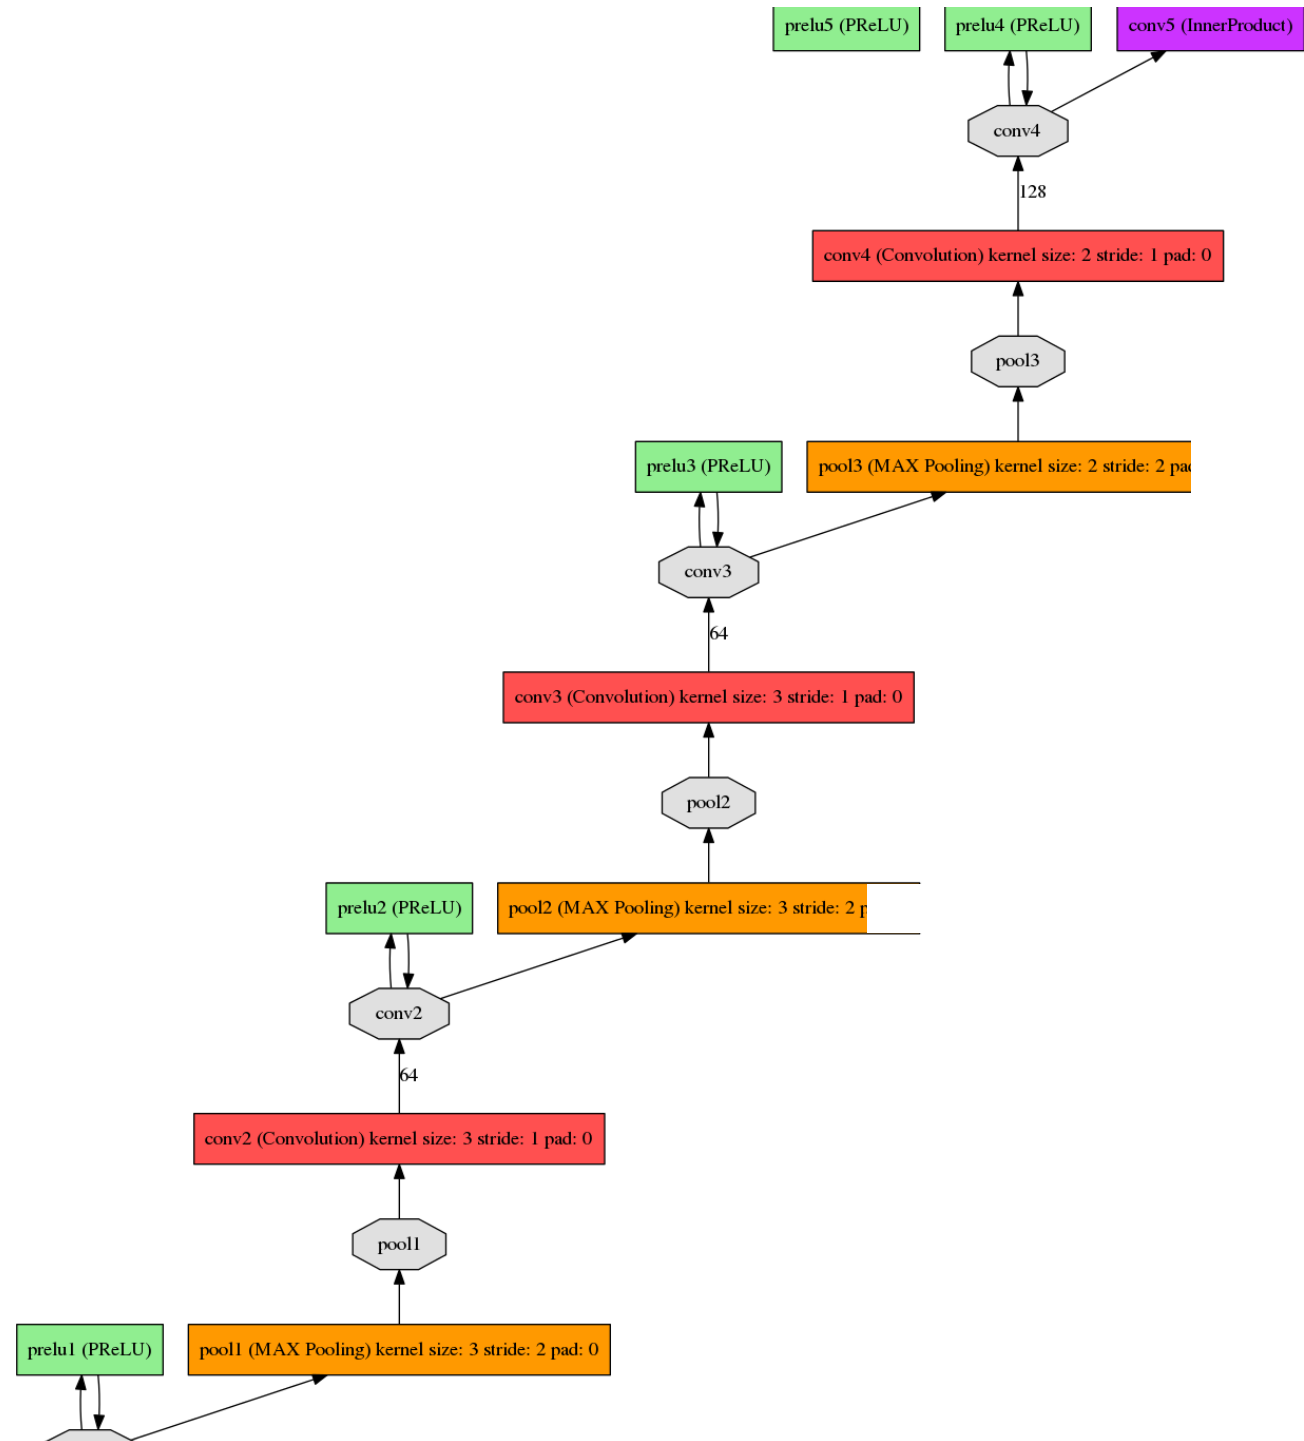 prelu5 (PReLU)
prelu4 (PReLU)
conv5 (InnerProduct)
conv4
128
conv4 (Convolution) kernel size: 2 stride: 1 pad: 0
pool3
prelu3 (PReLU)
pool3 (MAX Pooling) kernel size: 2 stride: 2 pad
conv3
64
conv3 (Convolution) kernel size: 3 stride: 1 pad: 0
pool2
prelu2 (PReLU)
pool2 (MAX Pooling) kernel size: 3 stride: 2 p
conv2
64
conv2 (Convolution) kernel size: 3 stride: 1 pad: 0
pool1
prelu1 (PReLU)
pool1 (MAX Pooling) kernel size: 3 stride: 2 pad: 0